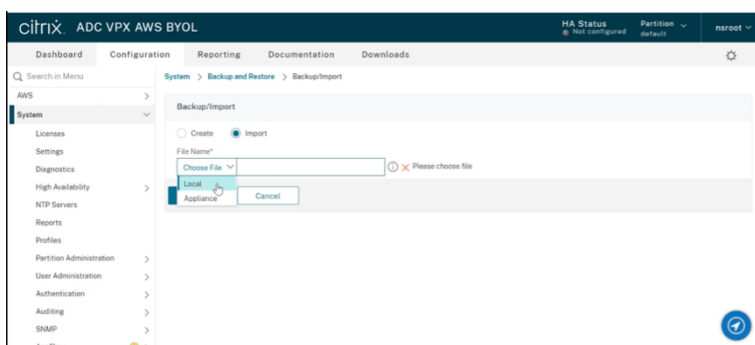 citrix. ADC VPX AWS BYOL
HA Status
Not configured
Partition
default
nsroot
Dashboard Configuration Reporting Documentation Downloads
Search in Menu
System > Backup and Restore > Backup/Import
AWS
System
Licenses
Settings
Diagnostics
High Availability
NTP Servers
Reports
Profiles
Partition Administration
User Administration
Authentication
Auditing
SNMP
Backup/Import
Create Import
File Name*
Choose File
Please choose file
Local
Appliance
Cancel